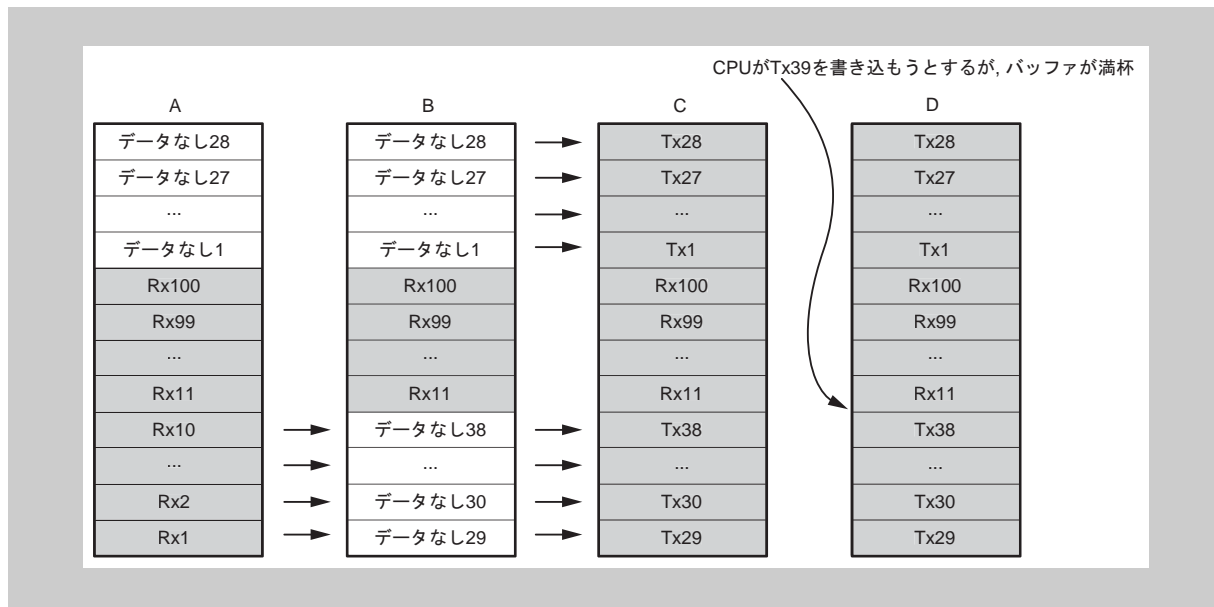 CPUがTx39を書き込もうとするが, バッファが満杯
A
データなし28
データなし27
...
データなし1
Rx100
Rx99
...
Rx11
Rx10
...
Rx2
Rx1
B
データなし28
データなし27
...
データなし1
Rx100
Rx99
...
Rx11
データなし38
...
データなし30
データなし29
C
Tx28
Tx27
...
Tx1
Rx100
Rx99
...
Rx11
Tx38
...
Tx30
Tx29
D
Tx28
Tx27
...
Tx1
Rx100
Rx99
...
Rx11
Tx38
...
Tx30
Tx29